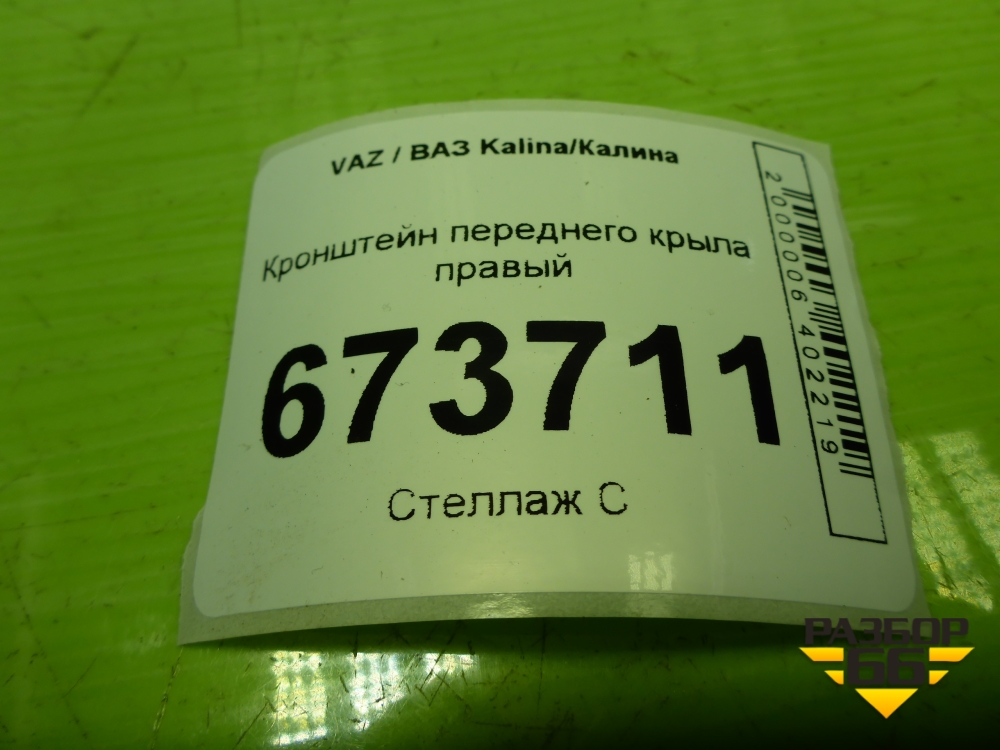 VAZ / ВАЗ Kalina/Калина
Кронштейн переднего крыла
правый
673711
Стеллаж С
2000006402219
РАЗБОР
66